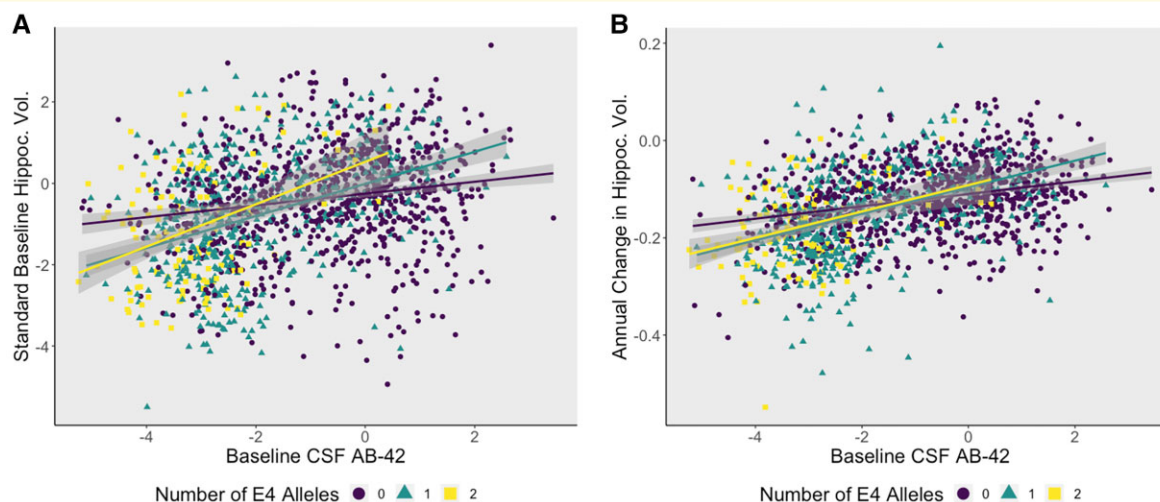 A
B
Standard Baseline Hippoc. Vol.
2
0
-2
-4
-4 -2 0 2
Baseline CSF AB-42
Annual Change in Hippoc. Vol.
0.2
0.0
-0.2
-0.4
-4 -2 0 2
Baseline CSF AB-42
Number of E4 Alleles 0 1 2
Number of E4 Alleles 0 1 2